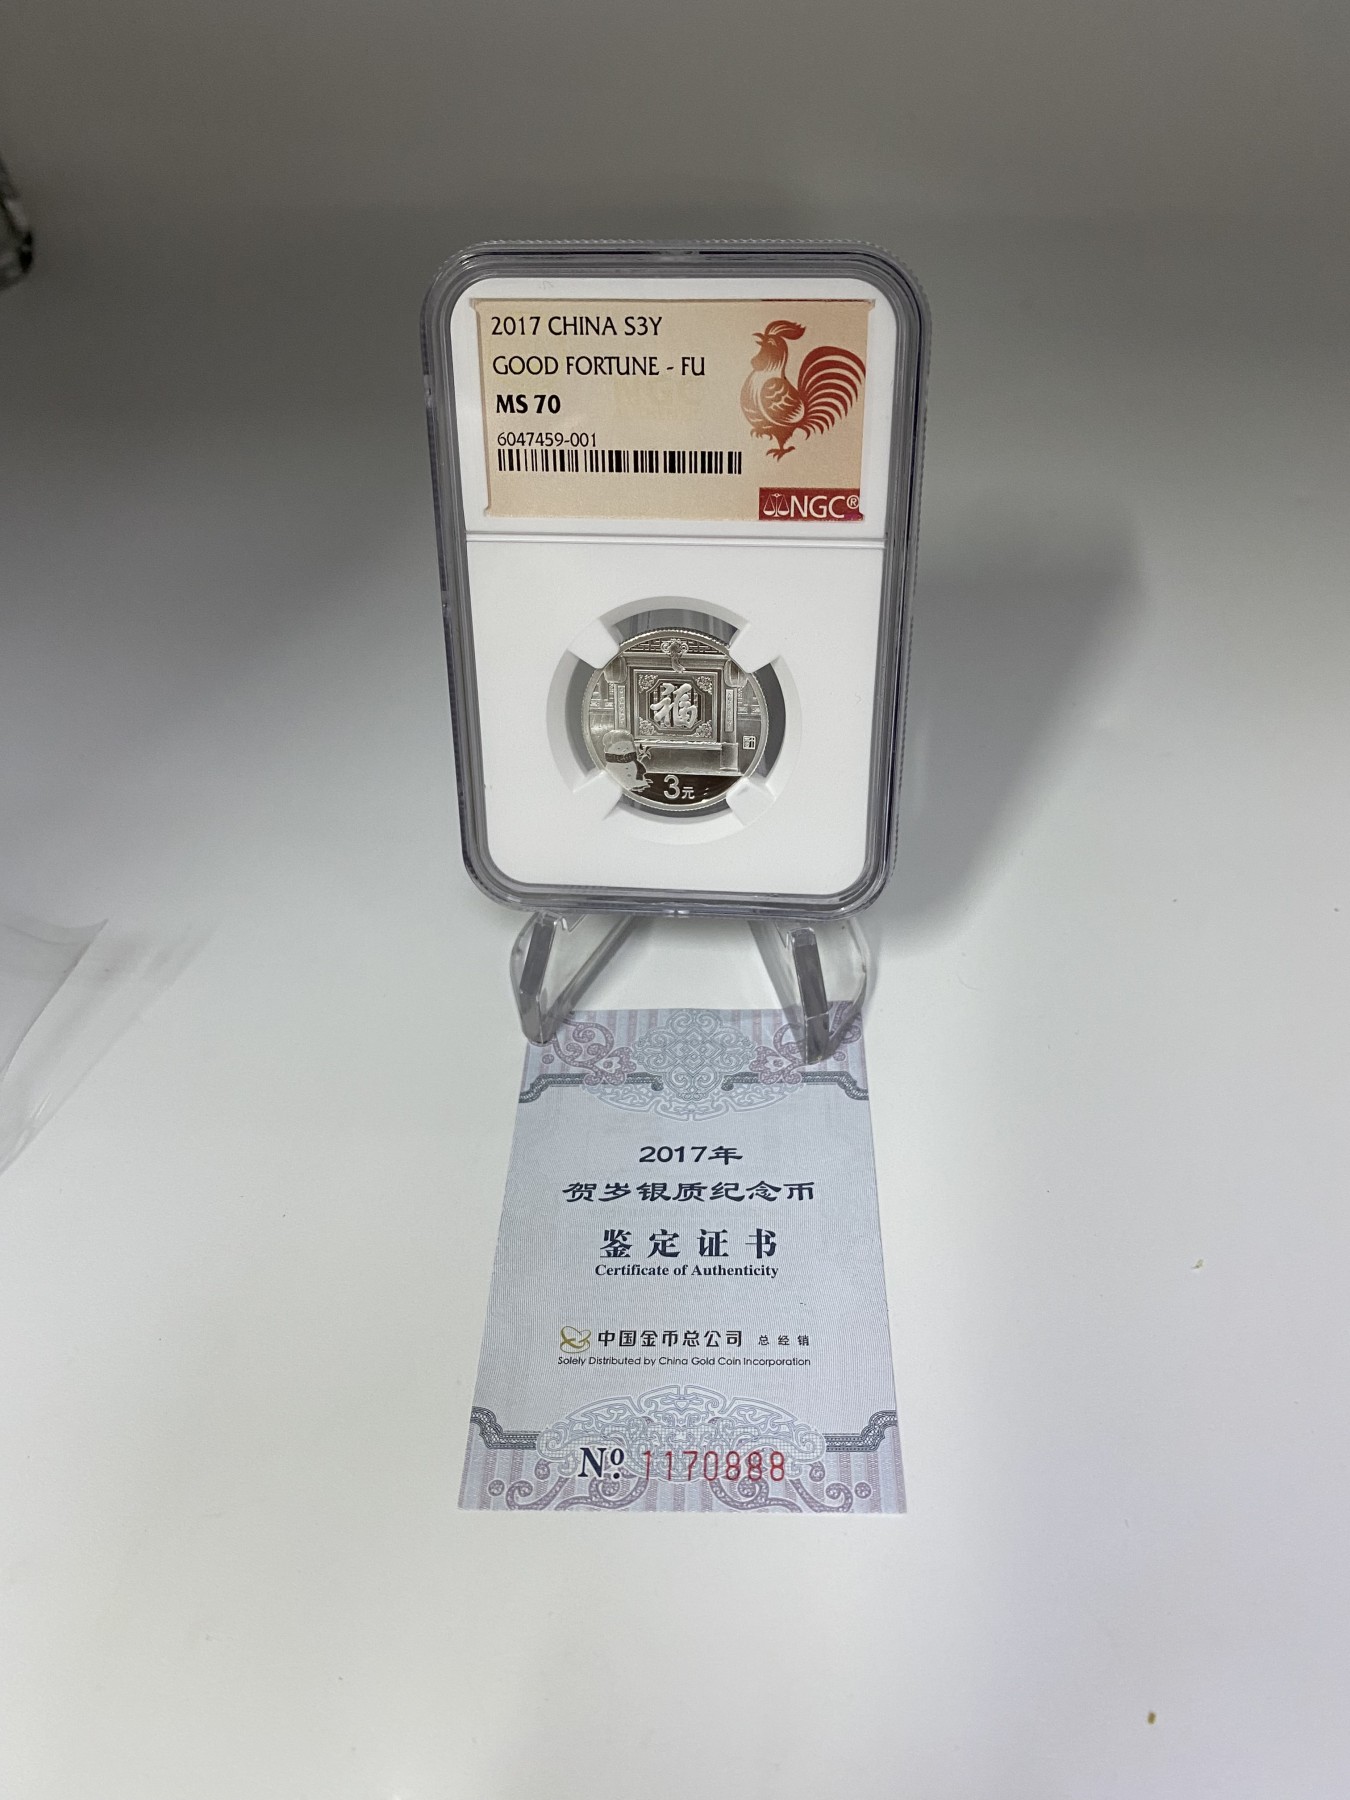 2017 CHINA S3Y
GOOD FORTUNE - FU
MS 70
6047459-001
NGC®
福
3元
2017年
贺岁银质纪念币
鉴定证书
Certificate of Authenticity
中国金币总公司 总经销
Solely Distributed by China Gold Coin Incorporation
Nº 1170888